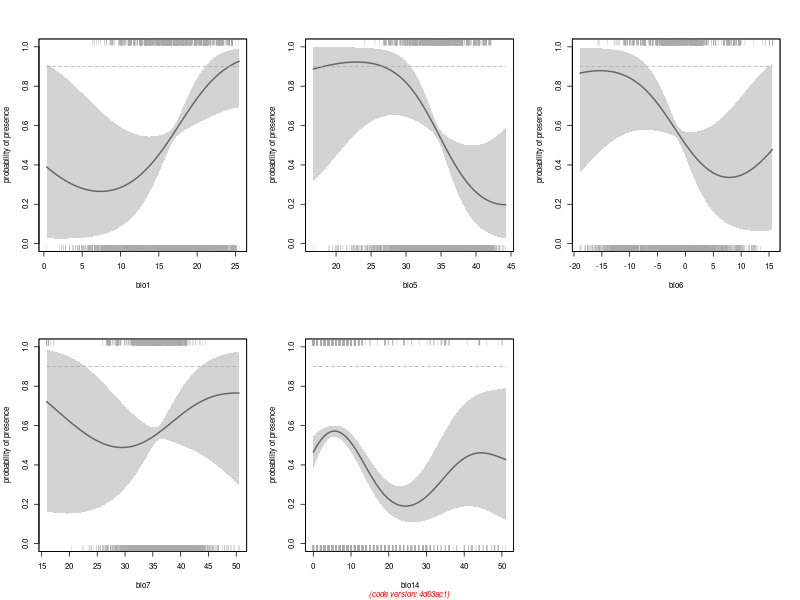 probability of presence
0.0 0.2 0.4 0.6 0.8 1.0
0 5 10 15 20 25
bio1
probability of presence
0.0 0.2 0.4 0.6 0.8 1.0
20 25 30 35 40 45
bio5
probability of presence
0.0 0.2 0.4 0.6 0.8 1.0
-20 -15 -10 -5 0 5 10 15
bio6
probability of presence
0.0 0.2 0.4 0.6 0.8 1.0
15 20 25 30 35 40 45 50
bio7
probability of presence
0.0 0.2 0.4 0.6 0.8 1.0
0 10 20 30 40 50
bio14
(code version: 4d03ac1)